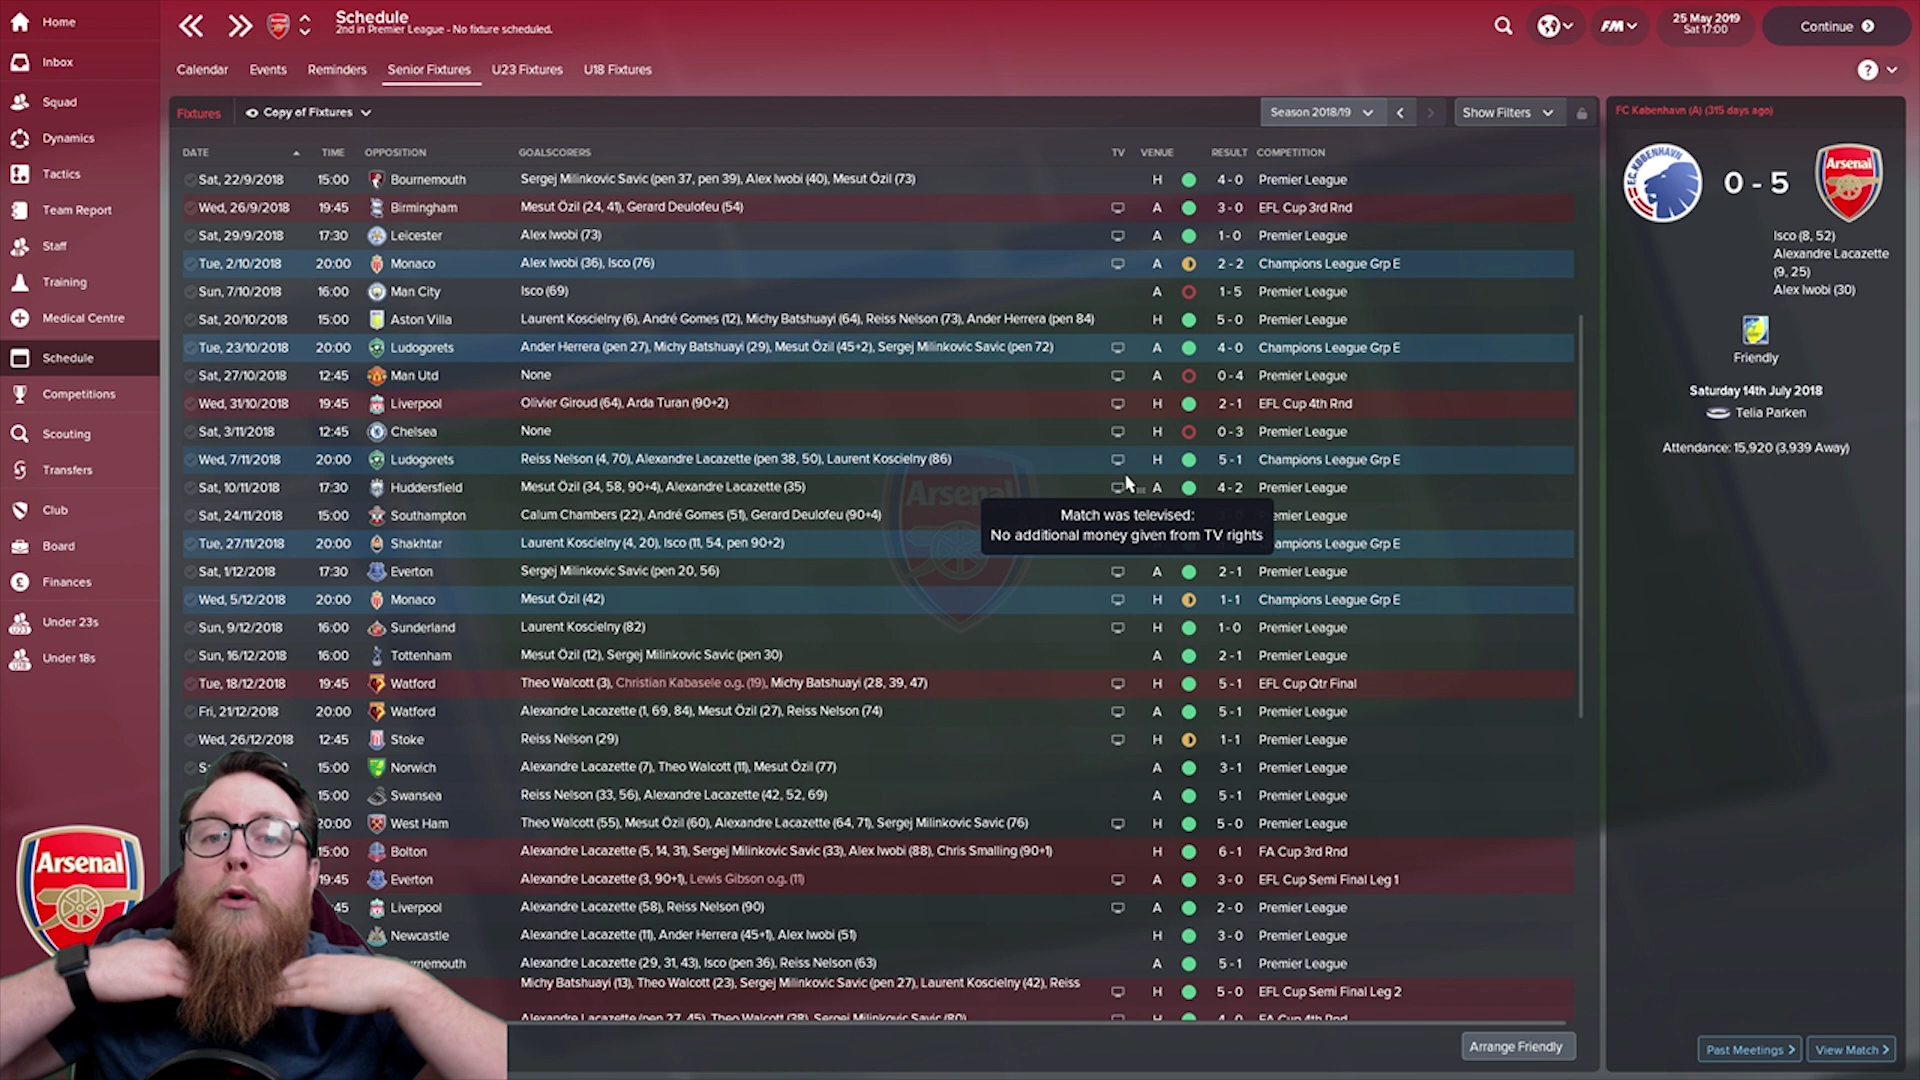 Home
Inbox
Squad
Dynamics
Tactics
Team Report
Staff
Training
Medical Centre
Schedule
Competitions
Scouting
Transfers
Club
Board
Finances
Under 23s
Under 18s
Arsenal
Schedule
2nd in Premier League - No fixture scheduled.
FM
25 May 2019
Sat 17:00
Continue
Calendar Events Reminders Senior Fixtures U23 Fixtures U18 Fixtures
Fixtures Copy of Fixtures Season 2018/19 Show Filters
DATE TIME OPPOSITION GOALSCORERS TV VENUE RESULT COMPETITION
Sat, 22/9/2018 15:00 Bournemouth Sergej Milinkovic Savic (pen 37, pen 39), Alex Iwobi (40), Mesut Özil (73) H 4 - 0 Premier League
Wed, 26/9/2018 19:45 Birmingham Mesut Özil (24, 41), Gerard Deulofeu (54) A 3 - 0 EFL Cup 3rd Rnd
Sat, 29/9/2018 17:30 Leicester Alex Iwobi (73) A 1 - 0 Premier League
Tue, 2/10/2018 20:00 Monaco Alex Iwobi (36), Isco (76) A 2 - 2 Champions League Grp E
Sun, 7/10/2018 16:00 Man City Isco (69) A 1 - 5 Premier League
Sat, 20/10/2018 15:00 Aston Villa Laurent Koscielny (6), André Gomes (12), Michy Batshuayi (64), Reiss Nelson (73), Ander Herrera (pen 84) H 5 - 0 Premier League
Tue, 23/10/2018 20:00 Ludogorets Ander Herrera (pen 27), Michy Batshuayi (29), Mesut Özil (45+2), Sergej Milinkovic Savic (pen 72) A 4 - 0 Champions League Grp E
Sat, 27/10/2018 12:45 Man Utd None A 0 - 4 Premier League
Wed, 31/10/2018 19:45 Liverpool Olivier Giroud (64), Arda Turan (90+2) H 2 - 1 EFL Cup 4th Rnd
Sat, 3/11/2018 12:45 Chelsea None H 0 - 3 Premier League
Wed, 7/11/2018 20:00 Ludogorets Reiss Nelson (4, 70), Alexandre Lacazette (pen 38, 50), Laurent Koscielny (86) H 5 - 1 Champions League Grp E
Sat, 10/11/2018 17:30 Huddersfield Mesut Özil (34, 58, 90+4), Alexandre Lacazette (35) A 4 - 2 Premier League
Sat, 24/11/2018 15:00 Southampton Calum Chambers (22), André Gomes (51), Gerard Deulofeu (90+4) emier League
Tue, 27/11/2018 20:00 Shakhtar Laurent Koscielny (4, 20), Isco (11, 54, pen 90+2) ampions League Grp E
Match was televised:
No additional money given from TV rights
Sat, 1/12/2018 17:30 Everton Sergej Milinkovic Savic (pen 20, 56) A 2 - 1 Premier League
Wed, 5/12/2018 20:00 Monaco Mesut Özil (42) H 1 - 1 Champions League Grp E
Sun, 9/12/2018 16:00 Sunderland Laurent Koscielny (82) H 1 - 0 Premier League
Sun, 16/12/2018 16:00 Tottenham Mesut Özil (12), Sergej Milinkovic Savic (pen 30) A 2 - 1 Premier League
Tue, 18/12/2018 19:45 Watford Theo Walcott (3), Christian Kabasele o.g. (19), Michy Batshuayi (28, 39, 47) H 5 - 1 EFL Cup Qtr Final
Fri, 21/12/2018 20:00 Watford Alexandre Lacazette (1, 69, 84), Mesut Özil (27), Reiss Nelson (74) A 5 - 1 Premier League
Wed, 26/12/2018 12:45 Stoke Reiss Nelson (29) H 1 - 1 Premier League
15:00 Norwich Alexandre Lacazette (7), Theo Walcott (11), Mesut Özil (77) A 3 - 1 Premier League
15:00 Swansea Reiss Nelson (33, 56), Alexandre Lacazette (42, 52, 69) A 5 - 1 Premier League
20:00 West Ham Theo Walcott (55), Mesut Özil (60), Alexandre Lacazette (64, 71), Sergej Milinkovic Savic (76) H 5 - 0 Premier League
15:00 Bolton Alexandre Lacazette (5, 14, 31), Sergej Milinkovic Savic (33), Alex Iwobi (88), Chris Smalling (90+1) H 6 - 1 FA Cup 3rd Rnd
19:45 Everton Alexandre Lacazette (3, 90+1), Lewis Gibson o.g. (11) A 3 - 0 EFL Cup Semi Final Leg 1
:45 Liverpool Alexandre Lacazette (58), Reiss Nelson (90) A 2 - 0 Premier League
Newcastle Alexandre Lacazette (11), Ander Herrera (45+1), Alex Iwobi (51) H 3 - 0 Premier League
rnemouth Alexandre Lacazette (29, 31, 43), Isco (pen 36), Reiss Nelson (63) A 5 - 1 Premier League
Michy Batshuayi (13), Theo Walcott (23), Sergej Milinkovic Savic (pen 27), Laurent Koscielny (42), Reiss H 5 - 0 EFL Cup Semi Final Leg 2
Alexandre Lacazette (pen 27, 45), Theo Walcott (38), Sergej Milinkovic Savic (80) H 4 - 0 FA Cup 4th Rnd
Arrange Friendly
FC København (A) (315 days ago)
F.C. KØBENHAVN
0 - 5
Arsenal
Isco (8, 52)
Alexandre Lacazette
(9, 25)
Alex Iwobi (30)
Friendly
Saturday 14th July 2018
Telia Parken
Attendance: 15,920 (3,939 Away)
Past Meetings
View Match